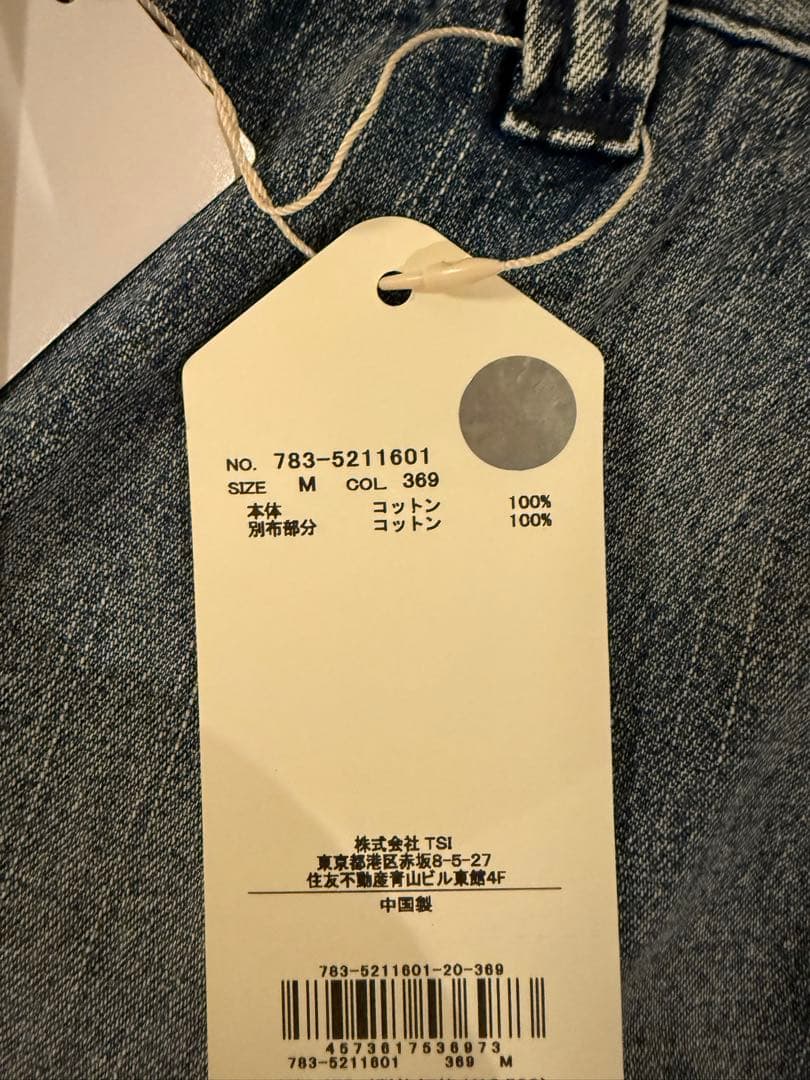 NO. 783-5211601
SIZE M COL 369
本体 コットン 100%
別布部分 コットン 100%
株式会社 TSI
東京都港区赤坂8-5-27
住友不動産青山ビル東館4F
中国製
783-5211601-20-369
4573617536973
783-5211601 369 M